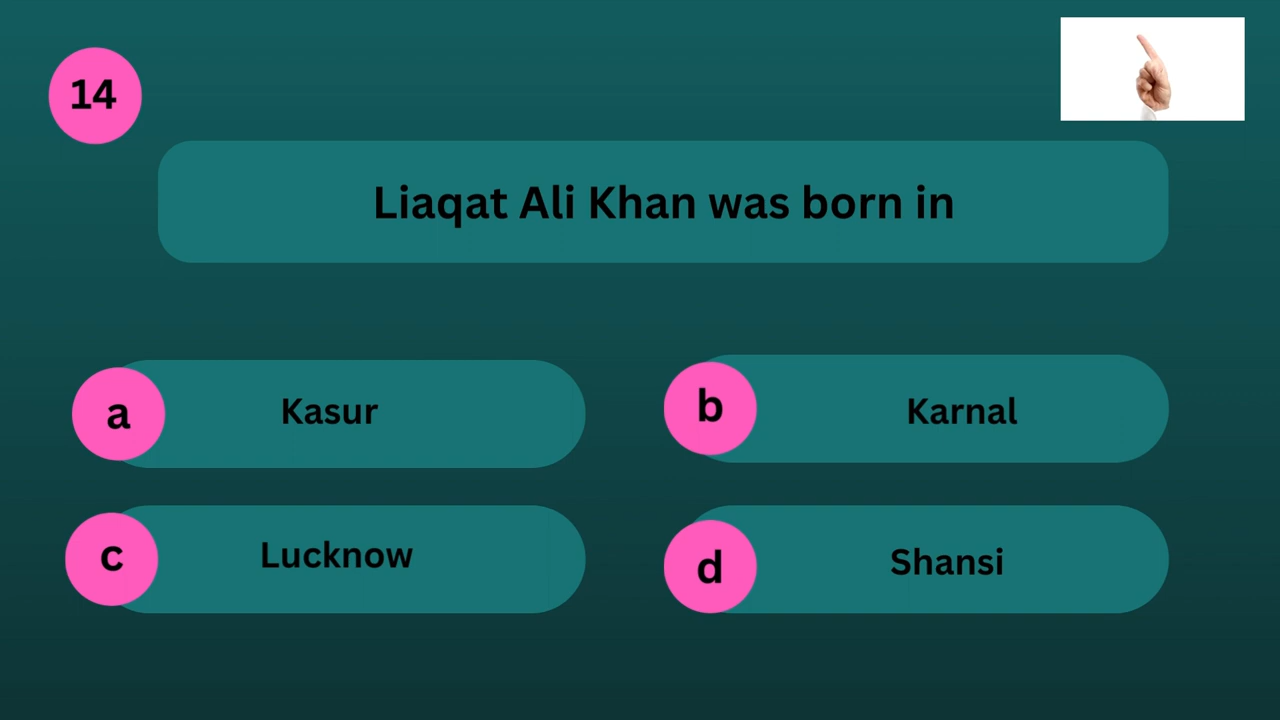 14
Liaqat Ali Khan was born in
a
Kasur
b
Karnal
c
Lucknow
d
Shansi